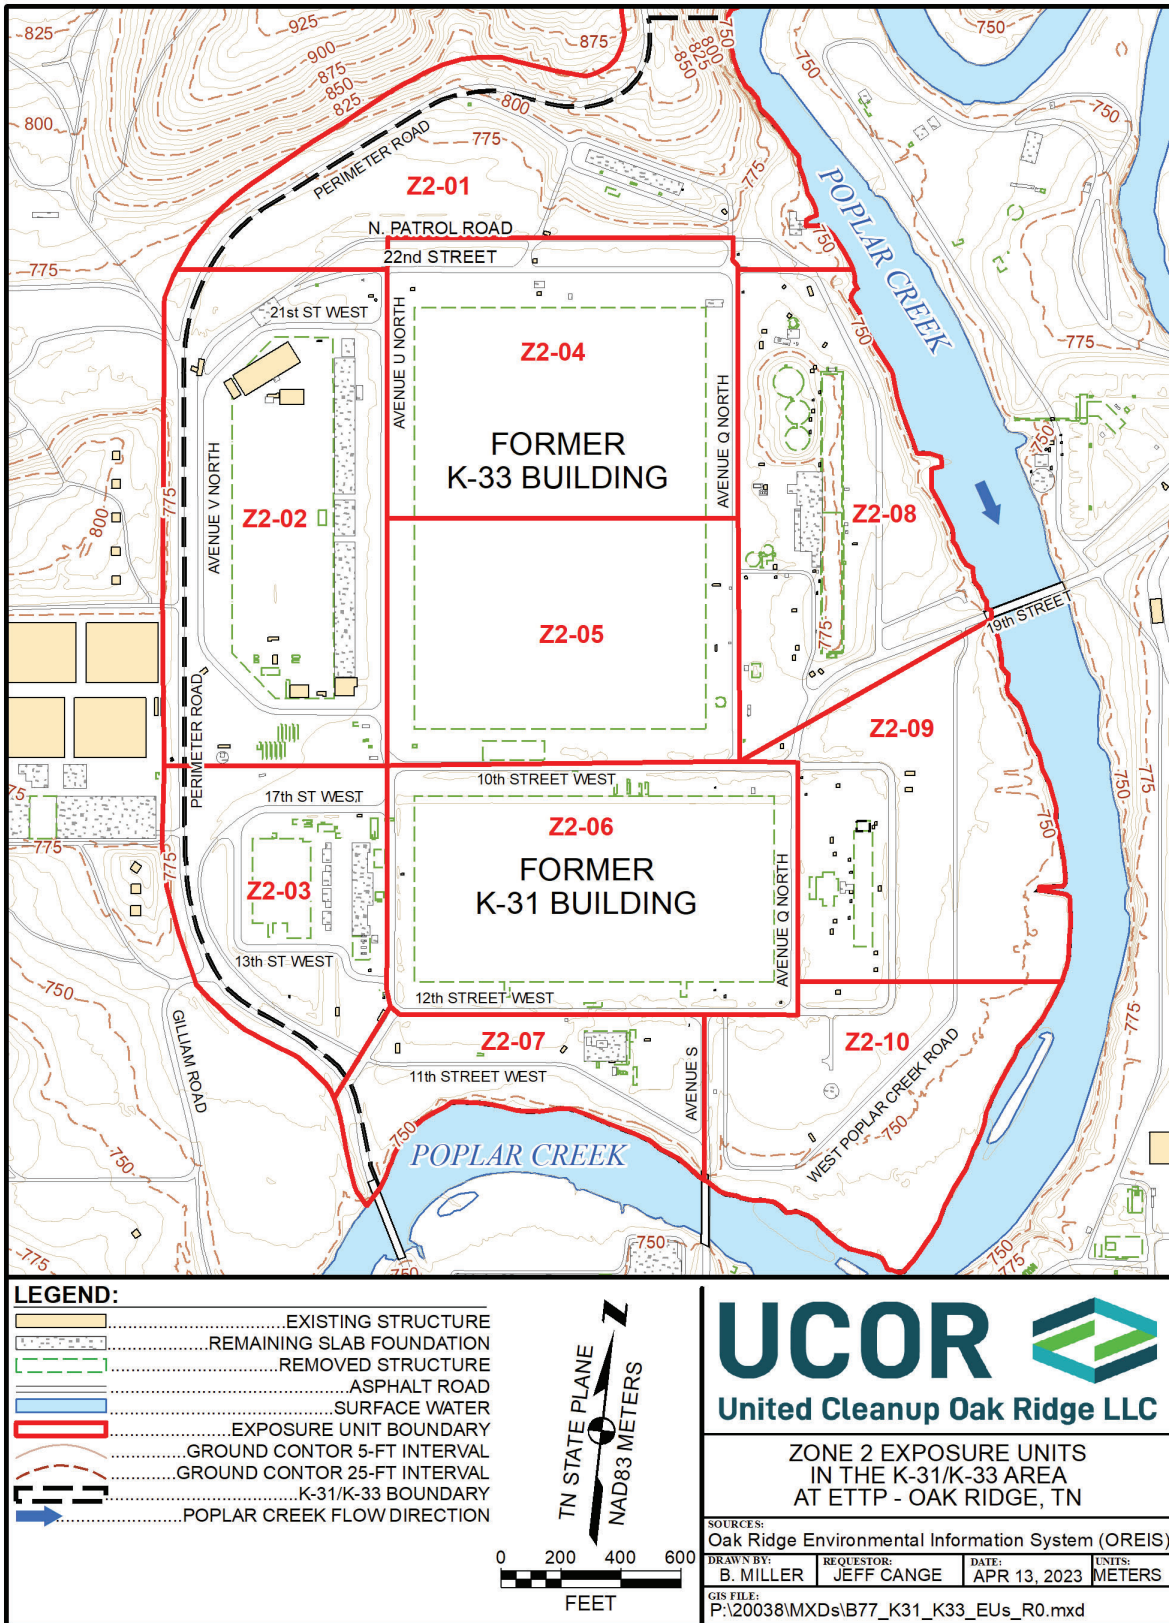 925
825
900
875
750
875
750
800
825
850
850
825
750
800
800
750
775
PERIMETER ROAD
775
Z2-01
POPLAR CREEK
N. PATROL ROAD
750
22nd STREET
775
21st ST WEST
750
775
Z2-04
AVENUE U NORTH
AVENUE Q NORTH
FORMER
K-33 BUILDING
750
775
800
AVENUE V NORTH
Z2-02
Z2-08
19th STREET
775
Z2-05
PERIMETER ROAD
Z2-09
10th STREET WEST
17th ST WEST
750
750
775
75
775
775
Z2-06
FORMER
K-31 BUILDING
AVENUE Q NORTH
Z2-03
13th ST WEST
12th STREET WEST
750
775
GILLIAM ROAD
Z2-07
AVENUE S
Z2-10
11th STREET WEST
WEST POPLAR CREEK ROAD
750
750
POPLAR CREEK
750
775
750
750
750
775
LEGEND:
EXISTING STRUCTURE
REMAINING SLAB FOUNDATION
REMOVED STRUCTURE
ASPHALT ROAD
SURFACE WATER
EXPOSURE UNIT BOUNDARY
GROUND CONTOR 5-FT INTERVAL
GROUND CONTOR 25-FT INTERVAL
K-31/K-33 BOUNDARY
POPLAR CREEK FLOW DIRECTION
TN STATE PLANE
NAD83 METERS
N
0 200 400 600
FEET
UCOR
United Cleanup Oak Ridge LLC
ZONE 2 EXPOSURE UNITS
IN THE K-31/K-33 AREA
AT ETTP - OAK RIDGE, TN
SOURCES:
Oak Ridge Environmental Information System (OREIS)
DRAWN BY: REQUESTOR: DATE: UNITS:
B. MILLER JEFF CANGE APR 13, 2023 METERS
GIS FILE:
P:\20038\MXDs\B77_K31_K33_EUs_R0.mxd